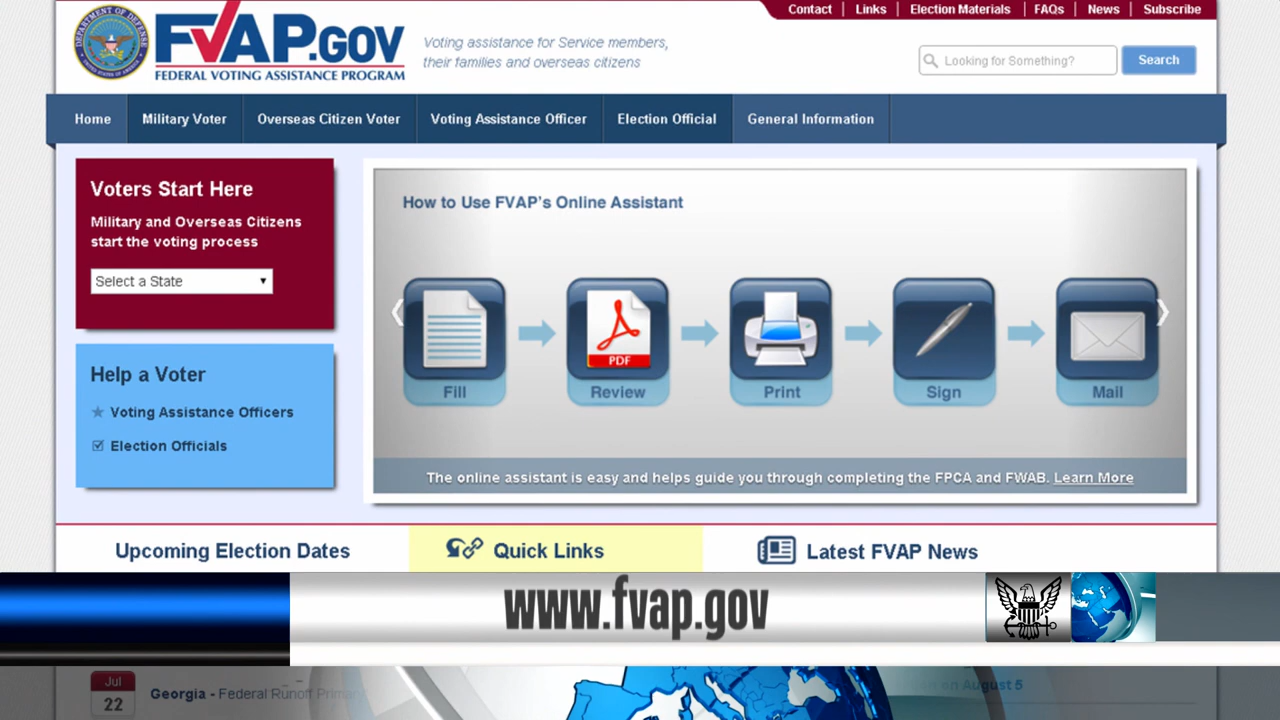 Contact | Links | Election Materials | FAQs | News | Subscribe
DEPARTMENT OF DEFENSE
FVAP.GOV
FEDERAL VOTING ASSISTANCE PROGRAM
Voting assistance for Service members,
their families and overseas citizens
Looking for Something?
Search
Home
Military Voter
Overseas Citizen Voter
Voting Assistance Officer
Election Official
General Information
Voters Start Here
Military and Overseas Citizens
start the voting process
Select a State
Help a Voter
Voting Assistance Officers
Election Officials
How to Use FVAP's Online Assistant
PDF
Fill
Review
Print
Sign
Mail
The online assistant is easy and helps guide you through completing the FPCA and FWAB. Learn More
Upcoming Election Dates
Quick Links
Latest FVAP News
www.fvap.gov
Jul
22
Georgia - Federal Runoff
on August 5